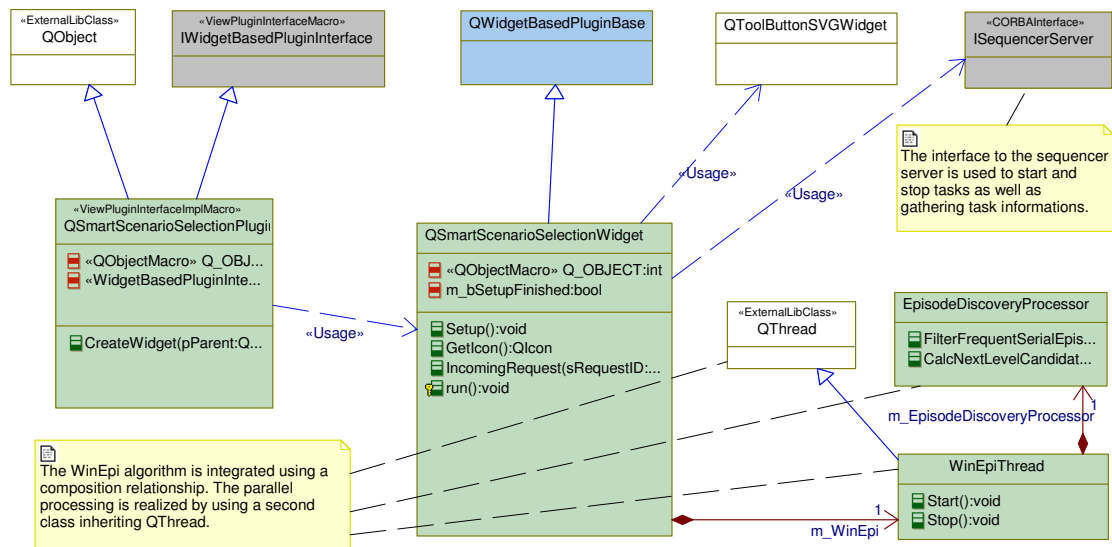 «ExternalLibClass»
QObject
«ViewPluginInterfaceMacro»
IWidgetBasedPluginInterface
QWidgetBasedPluginBase
QToolButtonSVGWidget
«CORBAInterface»
ISequencerServer
The interface to the sequencer
server is used to start and
stop tasks as well as
gathering task informations.
«Usage»
«Usage»
«ViewPluginInterfaceImplMacro»
QSmartScenarioSelectionPlugin
«QObjectMacro» Q_OBJ...
«WidgetBasedPluginInte...
CreateWidget(pParent:Q...
«Usage»
QSmartScenarioSelectionWidget
«QObjectMacro» Q_OBJECT:int
m_bSetupFinished:bool
Setup():void
GetIcon():QIcon
IncomingRequest(sRequestID:...
run():void
«ExternalLibClass»
QThread
EpisodeDiscoveryProcessor
FilterFrequentSerialEpis...
CalcNextLevelCandidat...
1
m_EpisodeDiscoveryProcessor
The WinEpi algorithm is integrated using a
composition relationship. The parallel
processing is realized by using a second
class inheriting QThread.
WinEpiThread
Start():void
Stop():void
1
m_WinEpi